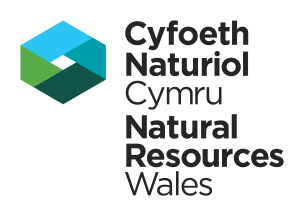 Cyfoeth
Naturiol
Cymru
Natural
Resources
Wales